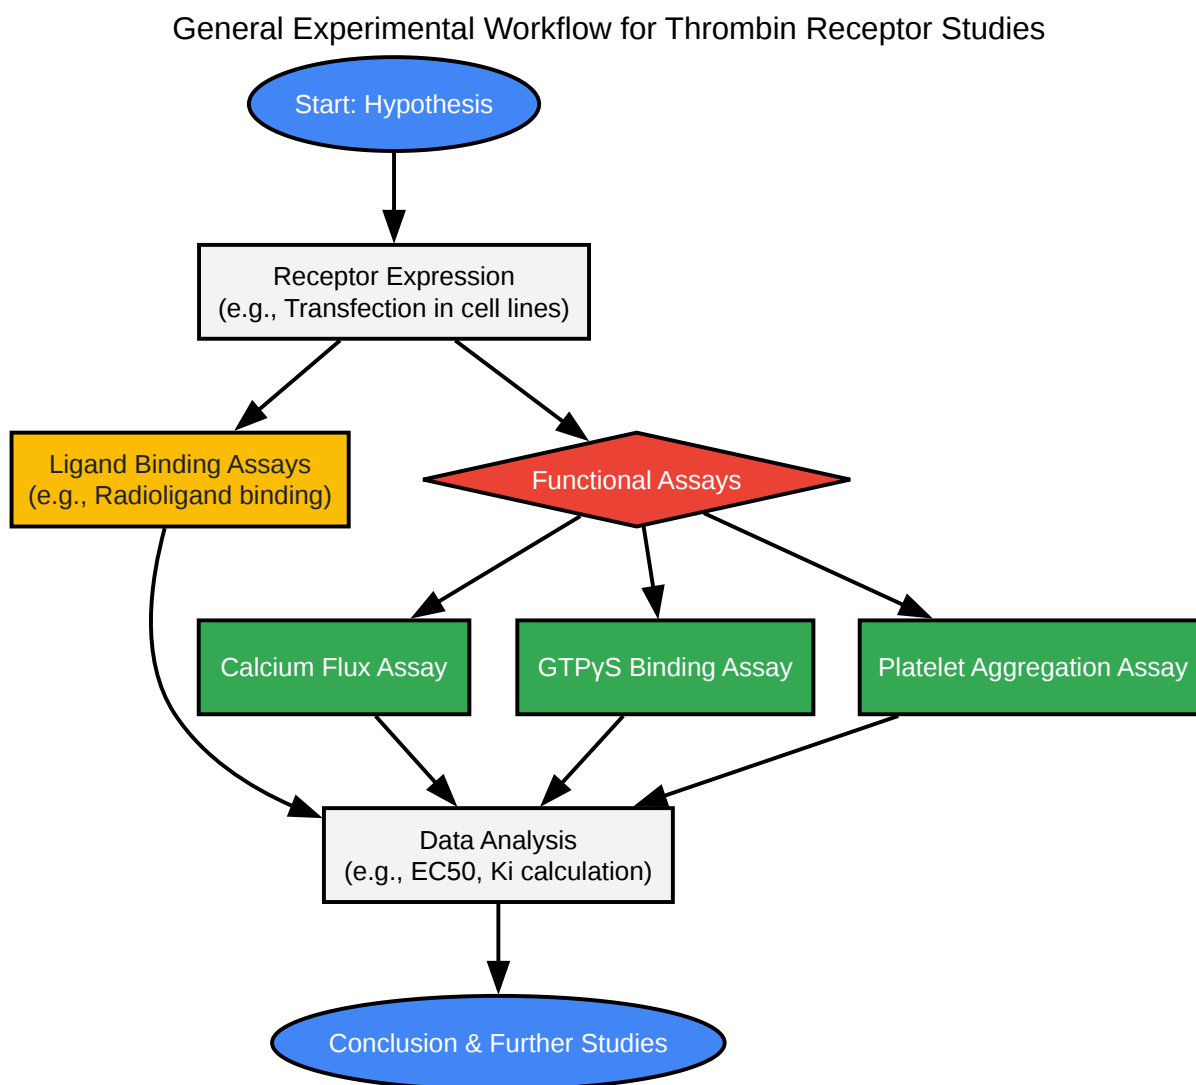 General Experimental Workflow for Thrombin Receptor Studies
Start: Hypothesis
Receptor Expression
(e.g., Transfection in cell lines)
Ligand Binding Assays
(e.g., Radioligand binding)
Functional Assays
Calcium Flux Assay
GTPγS Binding Assay
Platelet Aggregation Assay
Data Analysis
(e.g., EC50, Ki calculation)
Conclusion & Further Studies